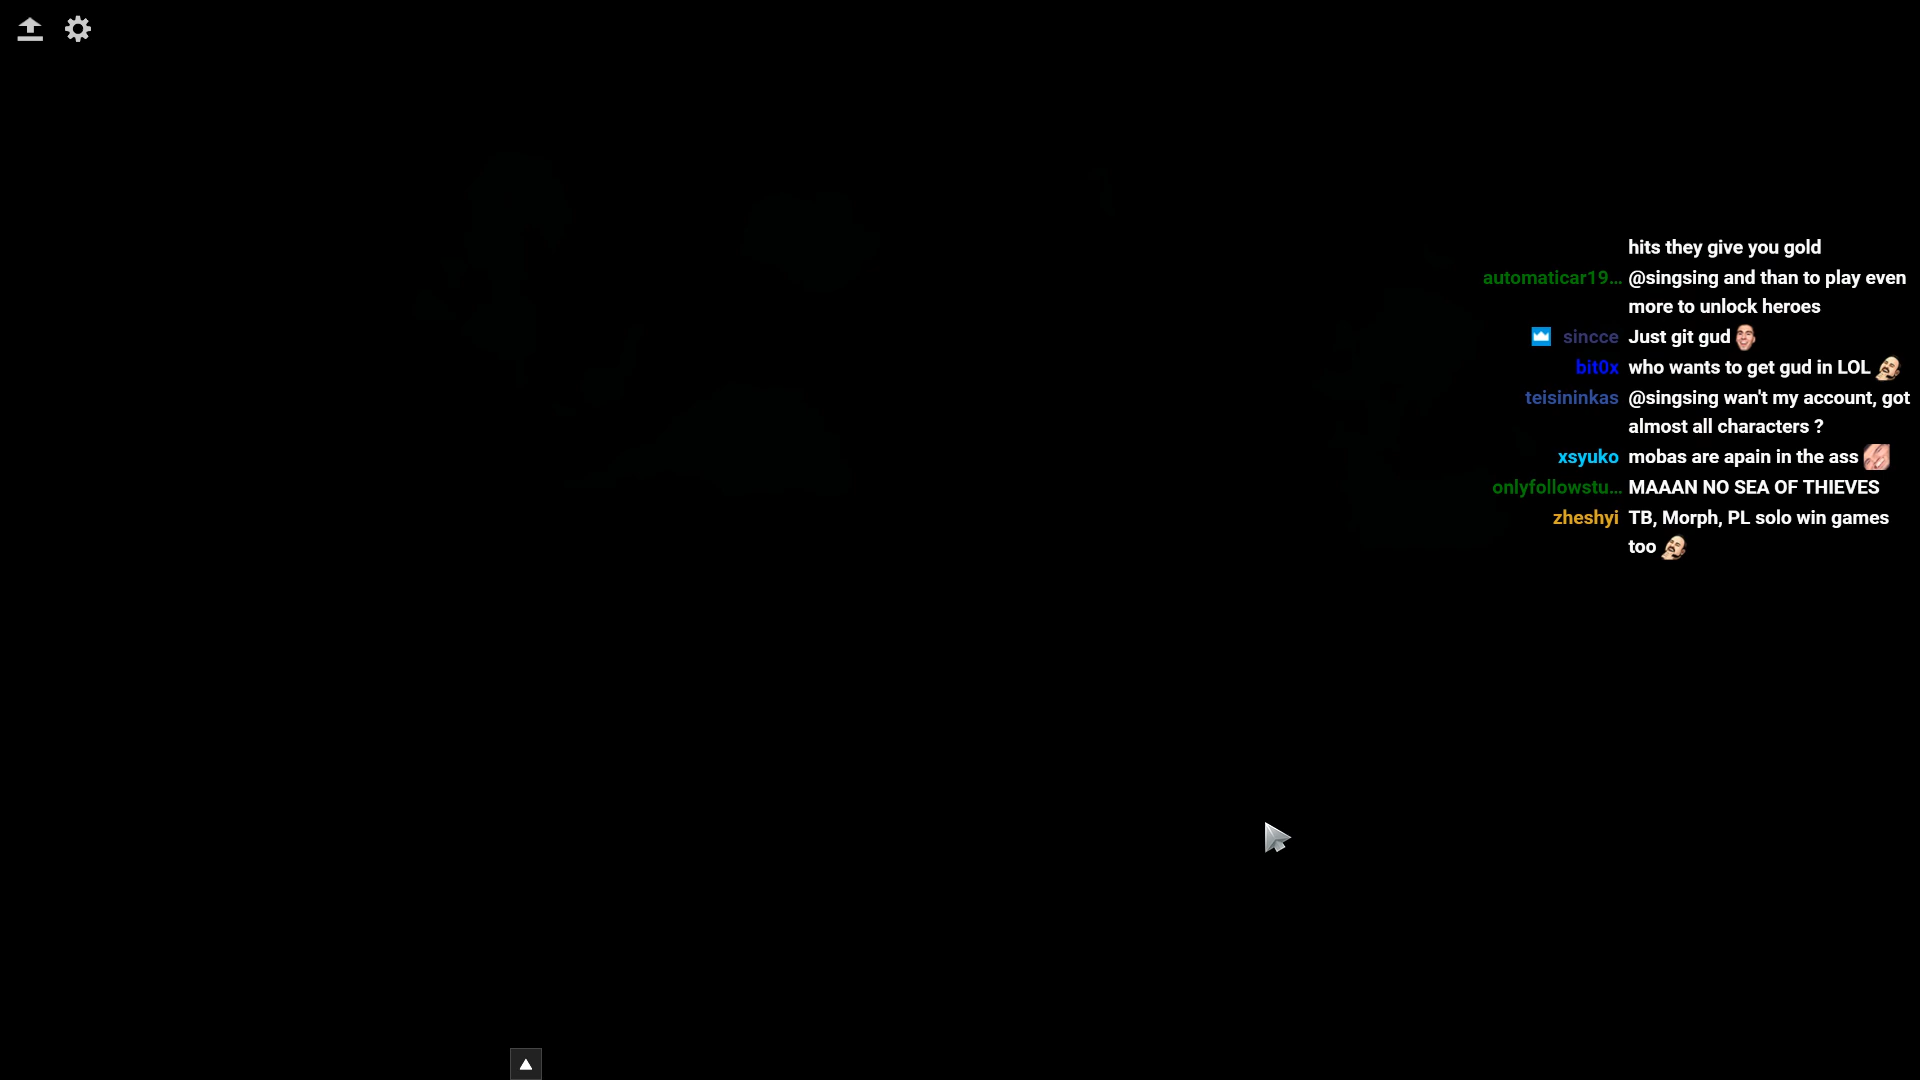 hits they give you gold
automaticar19… @singsing and than to play even
more to unlock heroes
sincce Just git gud
bit0x who wants to get gud in LOL
teisininkas @singsing wan't my account, got
almost all characters ?
xsyuko mobas are apain in the ass
onlyfollowstu… MAAAN NO SEA OF THIEVES
zheshyi TB, Morph, PL solo win games
too